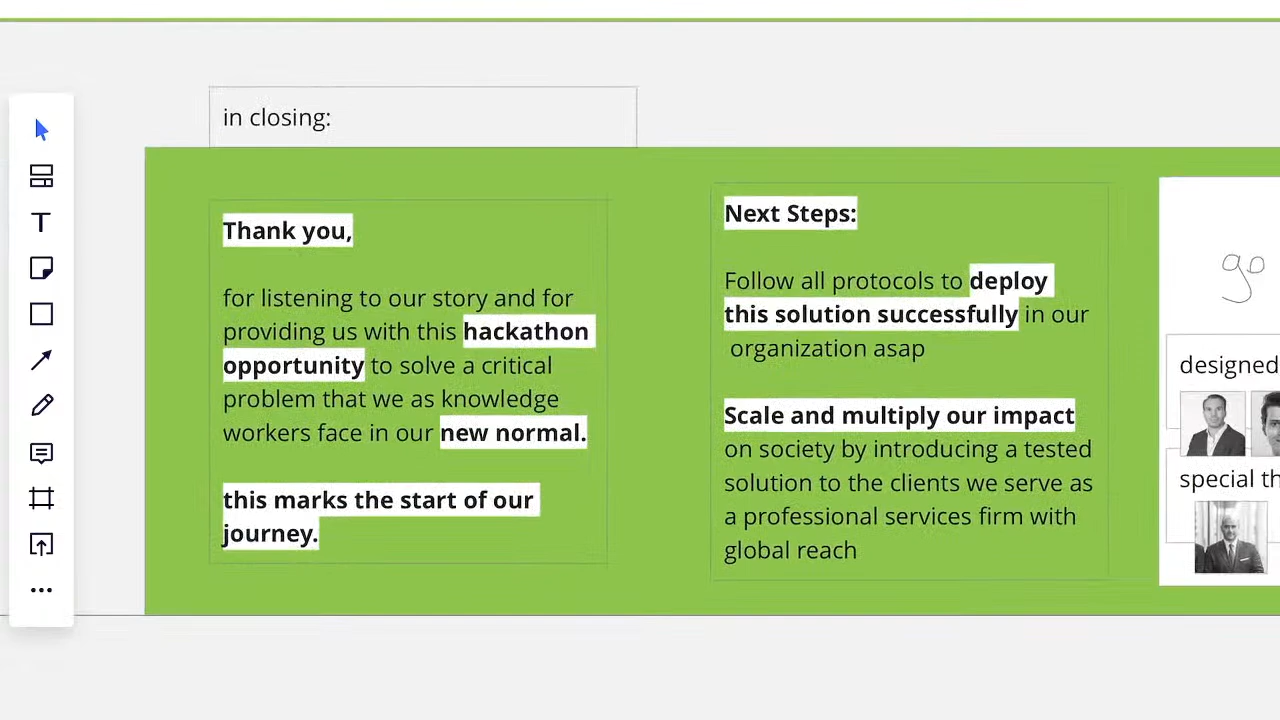 in closing:
Thank you,
for listening to our story and for
providing us with this hackathon
opportunity to solve a critical
problem that we as knowledge
workers face in our new normal.
this marks the start of our
journey.
Next Steps:
Follow all protocols to deploy
this solution successfully in our
organization asap
Scale and multiply our impact
on society by introducing a tested
solution to the clients we serve as
a professional services firm with
global reach
go
designed
special th